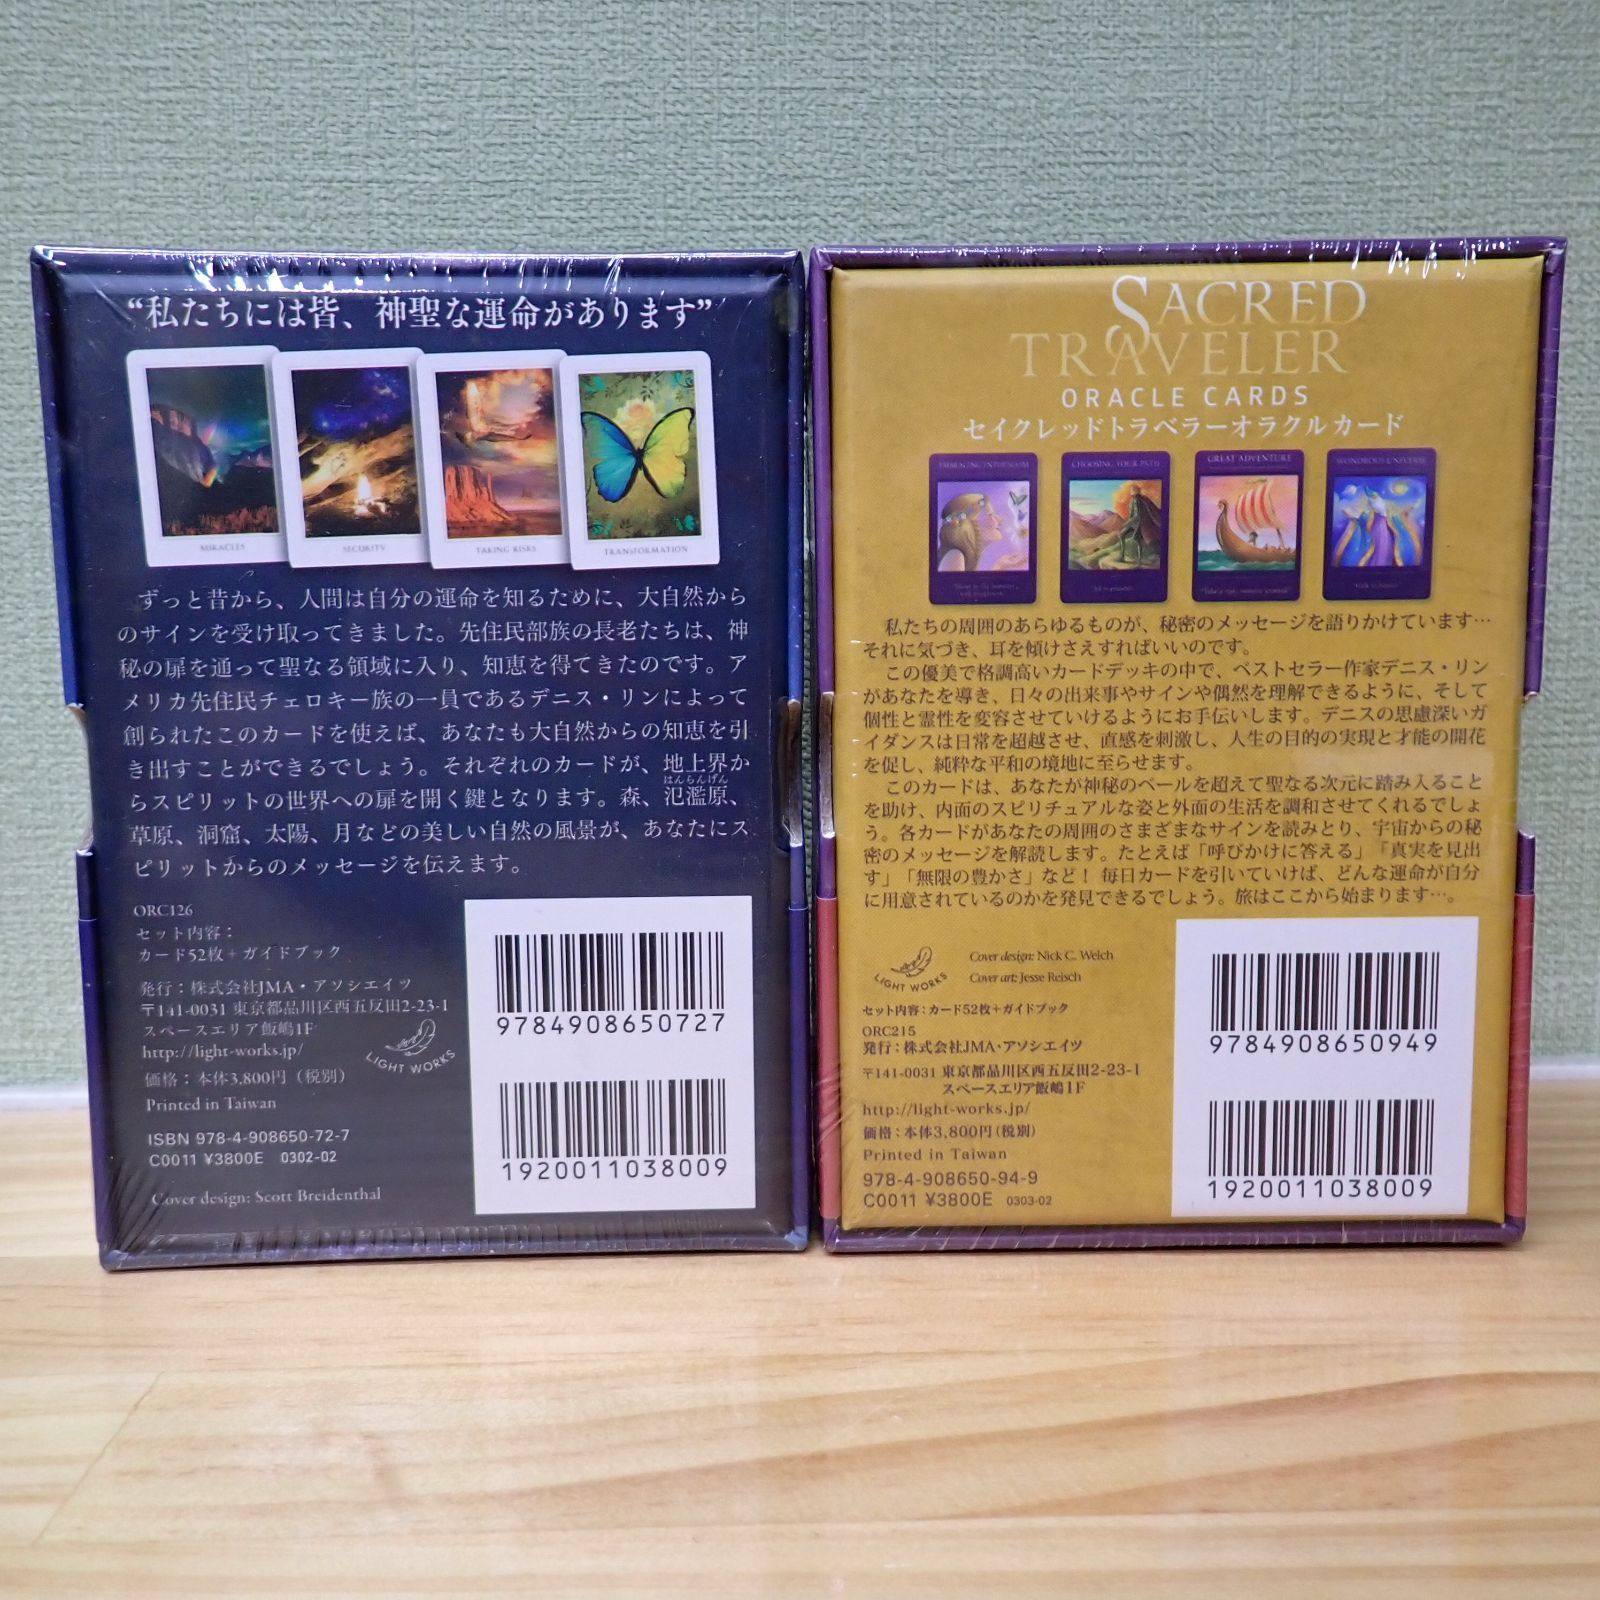 “私たちには皆、神聖な運命があります”
MIRACLES
SECURITY
TAKING RISKS
TRANSFORMATION
ずっと昔から、人間は自分の運命を知るために、大自然から
のサインを受け取ってきました。先住民部族の長老たちは、神
秘の扉を通って聖なる領域に入り、知恵を得てきたのです。ア
メリカ先住民チェロキー族の一員であるデニス・リンによって
創られたこのカードを使えば、あなたも大自然からの知恵を引
き出すことができるでしょう。それぞれのカードが、地上界か
らスピリットの世界への扉を開く鍵となります。森、氾濫原、
はんらんげん
草原、洞窟、太陽、月などの美しい自然の風景が、あなたにス
ピリットからのメッセージを伝えます。
ORC126
セット内容：
カード52枚＋ガイドブック
発行：株式会社JMA・アソシエイツ
〒141-0031 東京都品川区西五反田2-23-1
スペースエリア飯嶋1F
http://light-works.jp/
LIGHT WORKS
価格：本体3,800円（税別）
Printed in Taiwan
ISBN 978-4-908650-72-7
C0011 ¥3800E 0302-02
Cover design: Scott Breidenthal
9784908650727
1920011038009
SACRED
TRAVELER
ORACLE CARDS
セイクレッドトラベラーオラクルカード
CHOOSING YOUR PATH
GREAT ADVENTURE
WONDROUS UNIVERSE
私たちの周囲のあらゆるものが、秘密のメッセージを語りかけています…
それに気づき、耳を傾けさえすればいいのです。
この優美で格調高いカードデッキの中で、ベストセラー作家デニス・リン
があなたを導き、日々の出来事やサインや偶然を理解できるように、そして
個性と霊性を変容させていけるようにお手伝いします。デニスの思慮深いガ
イダンスは日常を超越させ、直感を刺激し、人生の目的の実現と才能の開花
を促し、純粋な平和の境地に至らせます。
このカードは、あなたが神秘のベールを超えて聖なる次元に踏み入ること
を助け、内面のスピリチュアルな姿と外面の生活を調和させてくれるでしょ
う。各カードがあなたの周囲のさまざまなサインを読みとり、宇宙からの秘
密のメッセージを解読します。たとえば「呼びかけに答える」「真実を見出
す」「無限の豊かさ」など！ 毎日カードを引いていけば、どんな運命が自分
に用意されているのかを発見できるでしょう。旅はここから始まります…。
LIGHT WORKS
Cover design: Nick C. Welch
Cover art: Jesse Reisch
セット内容：カード52枚＋ガイドブック
ORC215
発行：株式会社JMA・アソシエイツ
〒141-0031 東京都品川区西五反田2-23-1
スペースエリア飯嶋1F
http://light-works.jp/
価格：本体3,800円（税別）
Printed in Taiwan
978-4-908650-94-9
C0011 ¥3800E 0303-02
9784908650949
1920011038009